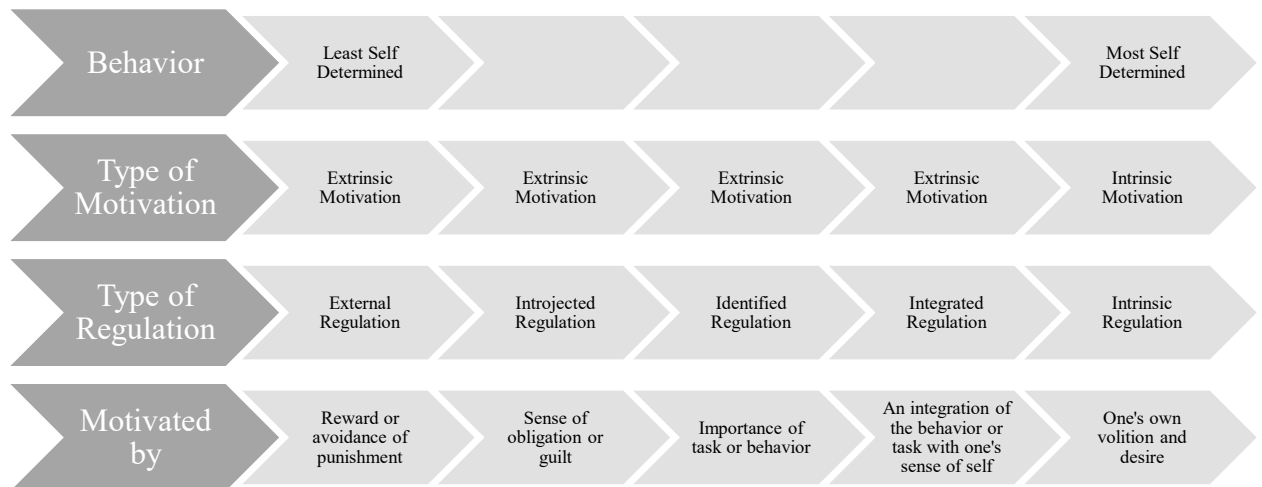 Behavior
Least Self
Determined
Most Self
Determined
Type of
Motivation
Extrinsic
Motivation
Extrinsic
Motivation
Extrinsic
Motivation
Extrinsic
Motivation
Intrinsic
Motivation
Type of
Regulation
External
Regulation
Introjected
Regulation
Identified
Regulation
Integrated
Regulation
Intrinsic
Regulation
Motivated
by
Reward or
avoidance of
punishment
Sense of
obligation or
guilt
Importance of
task or behavior
An integration of
the behavior or
task with one's
sense of self
One's own
volition and
desire